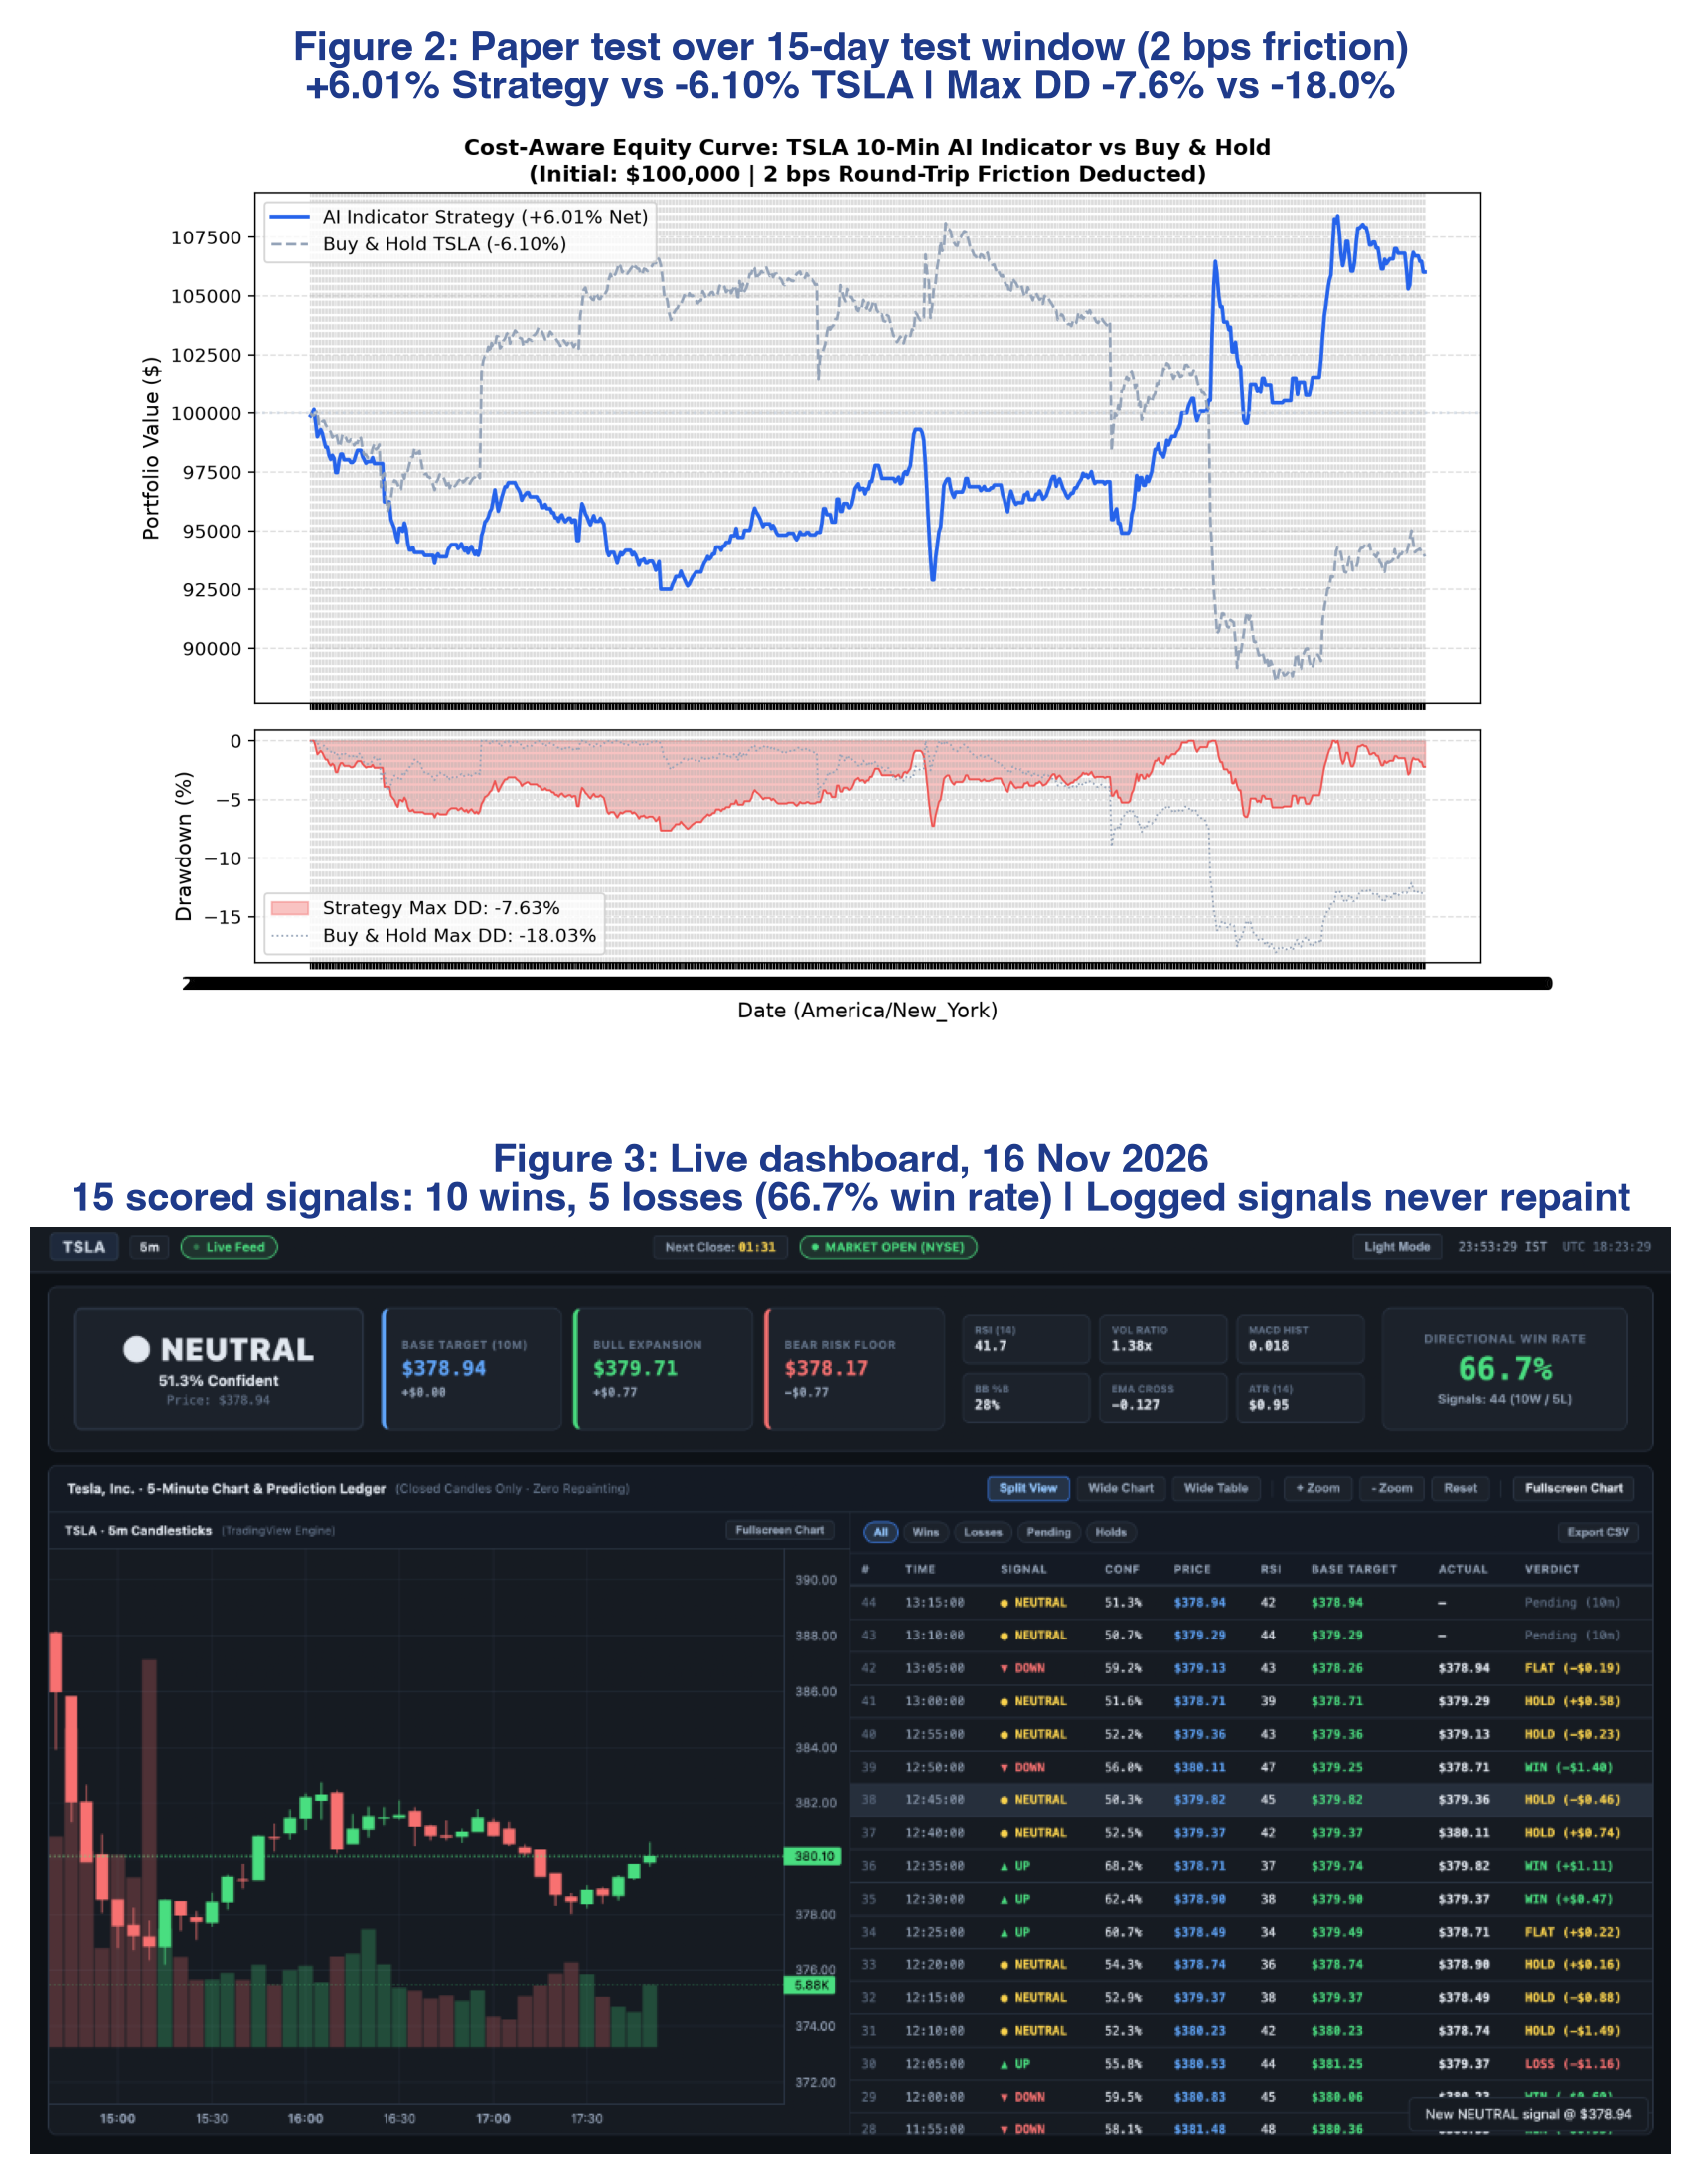 Figure 2: Paper test over 15-day test window (2 bps friction)
+6.01% Strategy vs -6.10% TSLA | Max DD -7.6% vs -18.0%
Cost-Aware Equity Curve: TSLA 10-Min AI Indicator vs Buy & Hold
(Initial: $100,000 | 2 bps Round-Trip Friction Deducted)
AI Indicator Strategy (+6.01% Net)
Buy & Hold TSLA (-6.10%)
Portfolio Value ($)
107500
105000
102500
100000
97500
95000
92500
90000
Drawdown (%)
0
−5
−10
−15
Strategy Max DD: -7.63%
Buy & Hold Max DD: -18.03%
Date (America/New_York)
Figure 3: Live dashboard, 16 Nov 2026
15 scored signals: 10 wins, 5 losses (66.7% win rate) | Logged signals never repaint
TSLA 5m Live Feed Next Close: 01:31 MARKET OPEN (NYSE) Light Mode 23:53:29 IST UTC 18:23:29
NEUTRAL
51.3% Confident
Price: $378.94
BASE TARGET (10M)
$378.94
+$0.00
BULL EXPANSION
$379.71
+$0.77
BEAR RISK FLOOR
$378.17
−$0.77
RSI (14)
41.7
VOL RATIO
1.38x
MACD HIST
0.018
BB %B
28%
EMA CROSS
−0.127
ATR (14)
$0.95
DIRECTIONAL WIN RATE
66.7%
Signals: 44 (10W / 5L)
Tesla, Inc. · 5-Minute Chart & Prediction Ledger (Closed Candles Only · Zero Repainting)
Split View Wide Chart Wide Table + Zoom - Zoom Reset Fullscreen Chart
TSLA · 5m Candlesticks (TradingView Engine) Fullscreen Chart
390.00
388.00
386.00
384.00
382.00
380.10
378.00
376.00
5.88K
374.00
372.00
15:00 15:30 16:00 16:30 17:00 17:30
All Wins Losses Pending Holds Export CSV
# TIME SIGNAL CONF PRICE RSI BASE TARGET ACTUAL VERDICT
44 13:15:00 NEUTRAL 51.3% $378.94 42 $378.94 — Pending (10m)
43 13:10:00 NEUTRAL 50.7% $379.29 44 $379.29 — Pending (10m)
42 13:05:00 ▼ DOWN 59.2% $379.13 43 $378.26 $378.94 FLAT (−$0.19)
41 13:00:00 NEUTRAL 51.6% $378.71 39 $378.71 $379.29 HOLD (+$0.58)
40 12:55:00 NEUTRAL 52.2% $379.36 43 $379.36 $379.13 HOLD (−$0.23)
39 12:50:00 ▼ DOWN 56.0% $380.11 47 $379.25 $378.71 WIN (−$1.40)
38 12:45:00 NEUTRAL 50.3% $379.82 45 $379.82 $379.36 HOLD (−$0.46)
37 12:40:00 NEUTRAL 52.5% $379.37 42 $379.37 $380.11 HOLD (+$0.74)
36 12:35:00 ▲ UP 68.2% $378.71 37 $379.74 $379.82 WIN (+$1.11)
35 12:30:00 ▲ UP 62.4% $378.90 38 $379.90 $379.37 WIN (+$0.47)
34 12:25:00 ▲ UP 60.7% $378.49 34 $379.49 $378.71 FLAT (+$0.22)
33 12:20:00 NEUTRAL 54.3% $378.74 36 $378.74 $378.90 HOLD (+$0.16)
32 12:15:00 NEUTRAL 52.9% $379.37 38 $379.37 $378.49 HOLD (−$0.88)
31 12:10:00 NEUTRAL 52.3% $380.23 42 $380.23 $378.74 HOLD (−$1.49)
30 12:05:00 ▲ UP 55.8% $380.53 44 $381.25 $379.37 LOSS (−$1.16)
29 12:00:00 ▼ DOWN 59.5% $380.83 45 $380.06
28 11:55:00 ▼ DOWN 58.1% $381.48 48 $380.36
New NEUTRAL signal @ $378.94